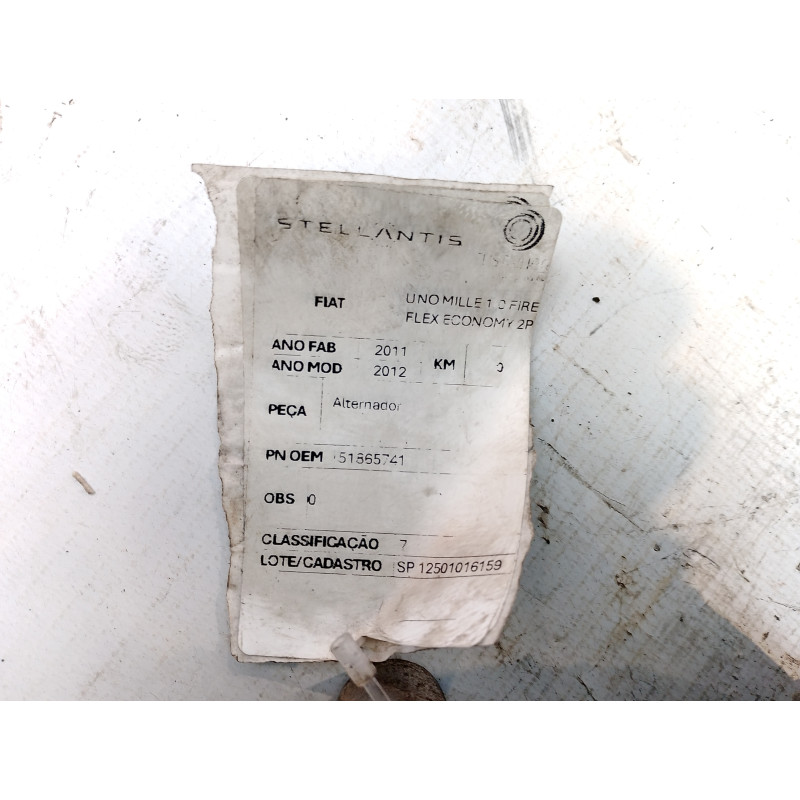 STELLANTIS
FIAT UNO MILLE 1.0 FIRE
FLEX ECONOMY 2P
ANO FAB 2011
ANO MOD 2012 KM 0
PEÇA Alternador
PN OEM 51865741
OBS 0
CLASSIFICAÇÃO 7
LOTE/CADASTRO SP 12501016159